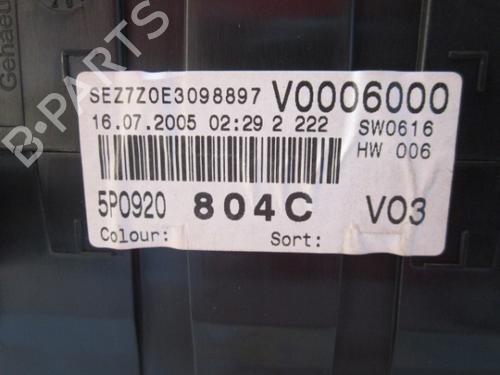 Gehaeu
B-PARTS
SEZ7Z0E3098897 V0006000
16.07.2005 02:29 2 222 SW0616
HW 006
5P0920 804C V03
Colour: Sort: